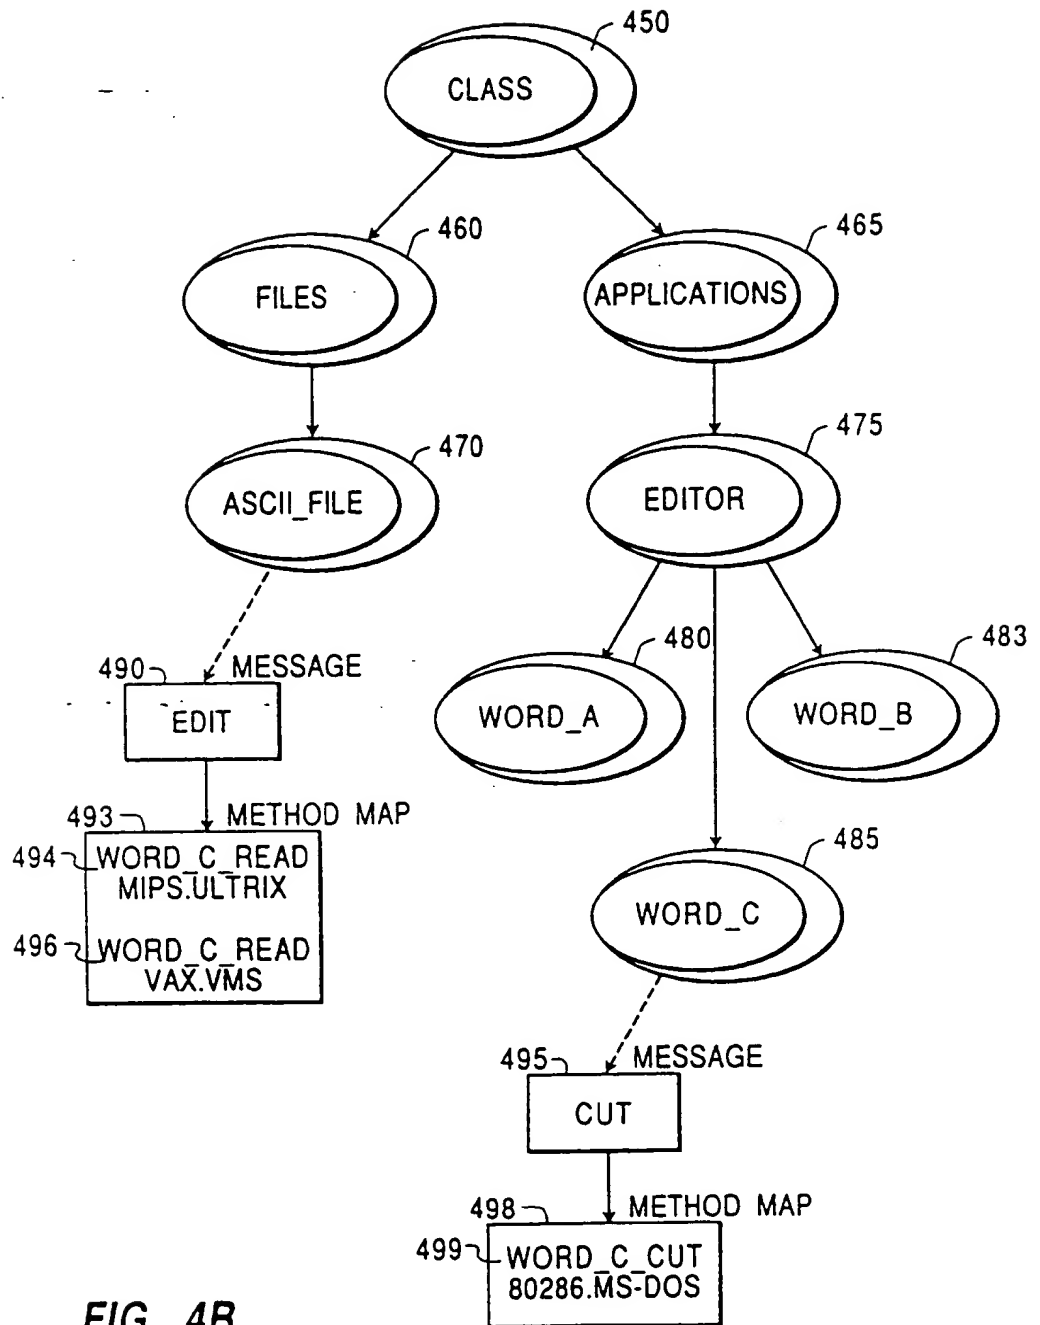 450
CLASS
460
465
FILES
APPLICATIONS
470
475
ASCII_FILE
EDITOR
480
483
490
MESSAGE
EDIT
WORD_A
WORD_B
493
METHOD MAP
494
WORD_C_READ
MIPS.ULTRIX
485
496
WORD_C_READ
VAX.VMS
WORD_C
495
MESSAGE
CUT
498
METHOD MAP
499
WORD_C_CUT
80286.MS-DOS
FIG. 4B